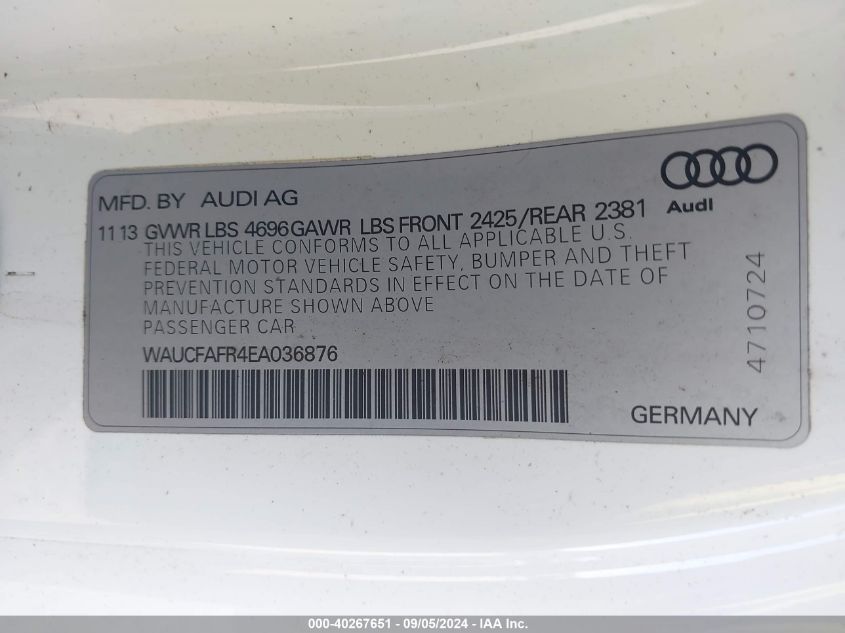 MFD. BY AUDI AG
Audi
11 13 GVWR LBS 4696 GAWR LBS FRONT 2425/REAR 2381
THIS VEHICLE CONFORMS TO ALL APPLICABLE U.S.
FEDERAL MOTOR VEHICLE SAFETY, BUMPER AND THEFT
PREVENTION STANDARDS IN EFFECT ON THE DATE OF
MANUFACTURE SHOWN ABOVE
PASSENGER CAR
WAUCFAFR4EA036876
4710724
GERMANY
000-40267651 - 09/05/2024 - IAA Inc.